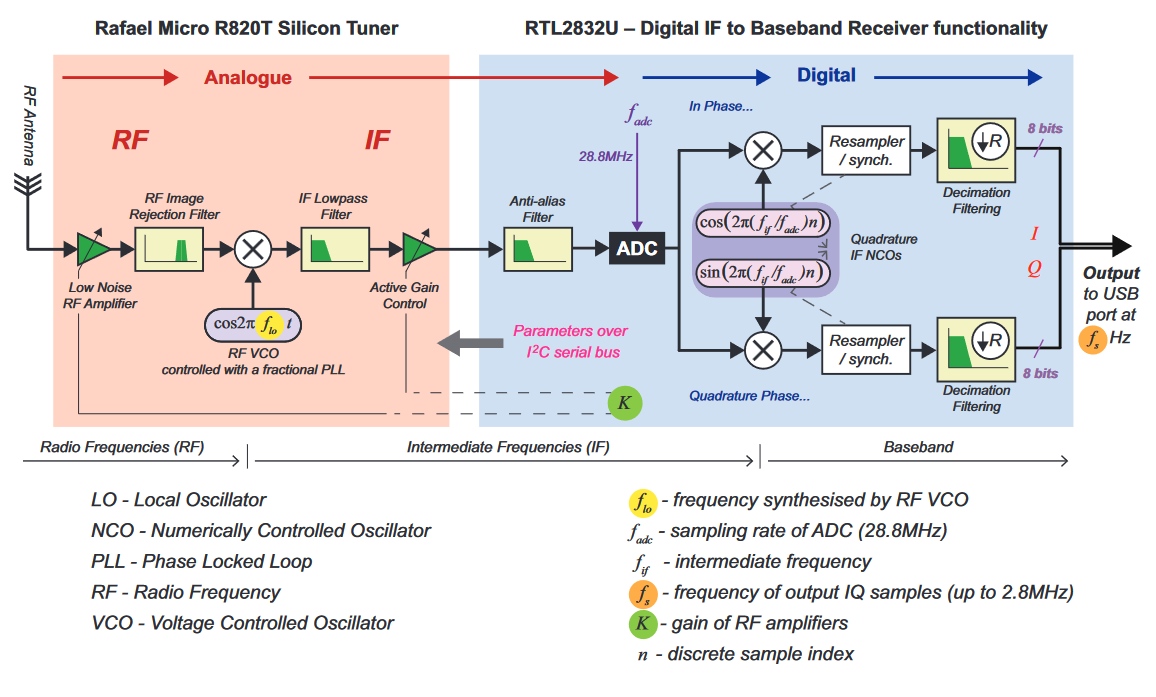 Rafael Micro R820T Silicon Tuner
RTL2832U – Digital IF to Baseband Receiver functionality
Analogue
Digital
RF Antenna
RF
IF
RF Image
Rejection Filter
IF Lowpass
Filter
Low Noise
RF Amplifier
cos2π f_lo t
RF VCO
controlled with a fractional PLL
Active Gain
Control
Anti-alias
Filter
f_adc
28.8MHz
ADC
In Phase...
Resampler
/ synch.
↓R
Decimation
Filtering
8 bits
cos(2π(f_if/f_adc)n))
sin(2π(f_if/f_adc)n)
Quadrature
IF NCOs
Quadrature Phase...
Resampler
/ synch.
↓R
Decimation
Filtering
8 bits
I
Q
Output
to USB
port at
f_s Hz
Parameters over
I²C serial bus
K
Radio Frequencies (RF)
Intermediate Frequencies (IF)
Baseband
LO - Local Oscillator
NCO - Numerically Controlled Oscillator
PLL - Phase Locked Loop
RF - Radio Frequency
VCO - Voltage Controlled Oscillator
f_lo - frequency synthesised by RF VCO
f_adc - sampling rate of ADC (28.8MHz)
f_if - intermediate frequency
f_s - frequency of output IQ samples (up to 2.8MHz)
K - gain of RF amplifiers
n - discrete sample index